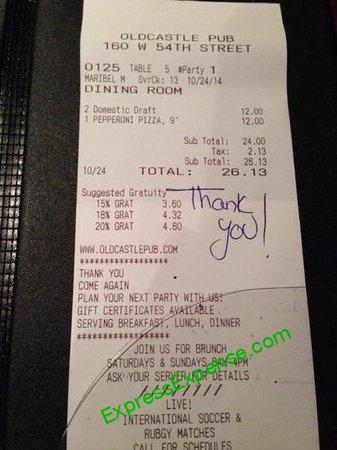 OLDCASTLE PUB
160 W 54TH STREET
0125 TABLE 5 #Party 1
MARIBEL M SvrCk: 13 10/24/14
DINING ROOM
2 Domestic Draft 12.00
1 PEPPERONI PIZZA, 9" 12.00
Sub Total: 24.00
Tax: 2.13
Sub Total: 26.13
10/24 TOTAL: 26.13
Suggested Gratuity
15% GRAT 3.60
18% GRAT 4.32
20% GRAT 4.80
Thank
you!
WWW.OLDCASTLEPUB.COM
********************
THANK YOU
COME AGAIN
PLAN YOUR NEXT PARTY WITH US!
GIFT CERTIFICATES AVAILABLE
SERVING BREAKFAST, LUNCH, DINNER
********************
JOIN US FOR BRUNCH
SATURDAYS & SUNDAYS 8AM-4PM
ASK YOUR SERVER FOR DETAILS
/ / / / / / /
LIVE!
INTERNATIONAL SOCCER &
RUBGY MATCHES
CALL FOR SCHEDULES
ExpressExpense.com